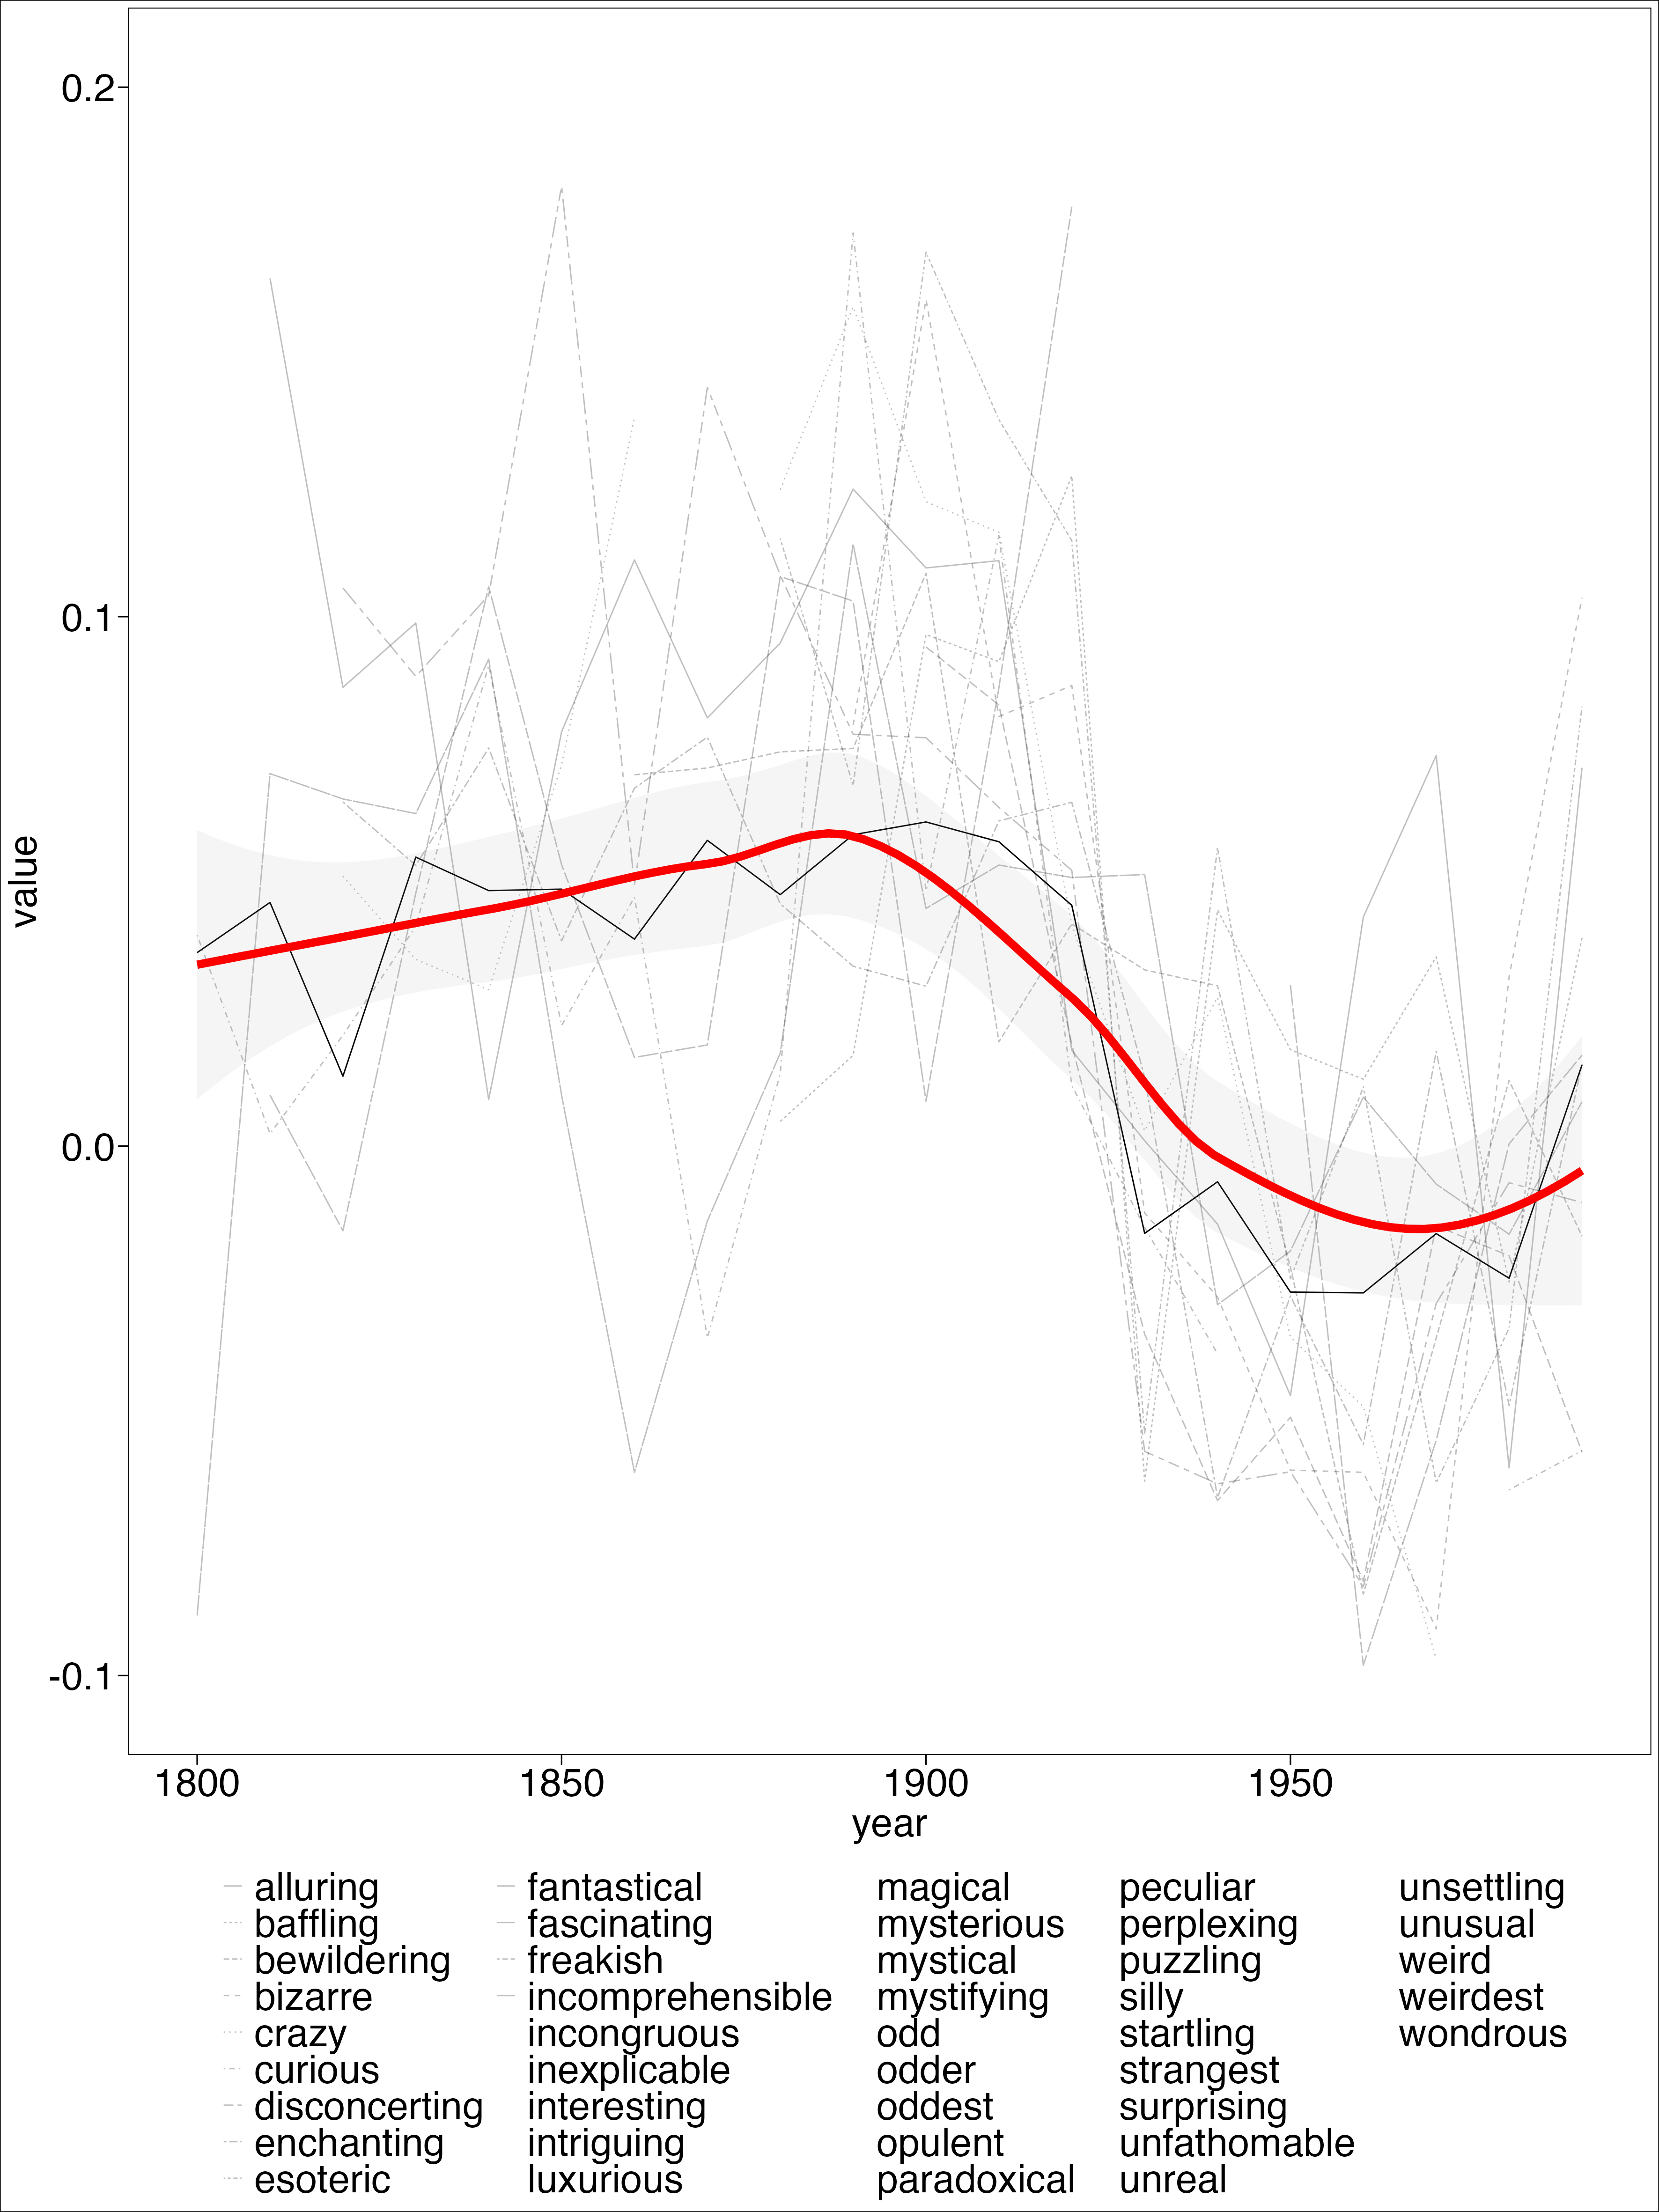 0.2
0.1
0.0
-0.1
value
1800 1850 1900 1950
year
alluring fantastical magical peculiar unsettling
baffling fascinating mysterious perplexing unusual
bewildering freakish mystical puzzling weird
bizarre incomprehensible mystifying silly weirdest
crazy incongruous odd startling wondrous
curious inexplicable odder strangest
disconcerting interesting oddest surprising
enchanting intriguing opulent unfathomable
esoteric luxurious paradoxical unreal